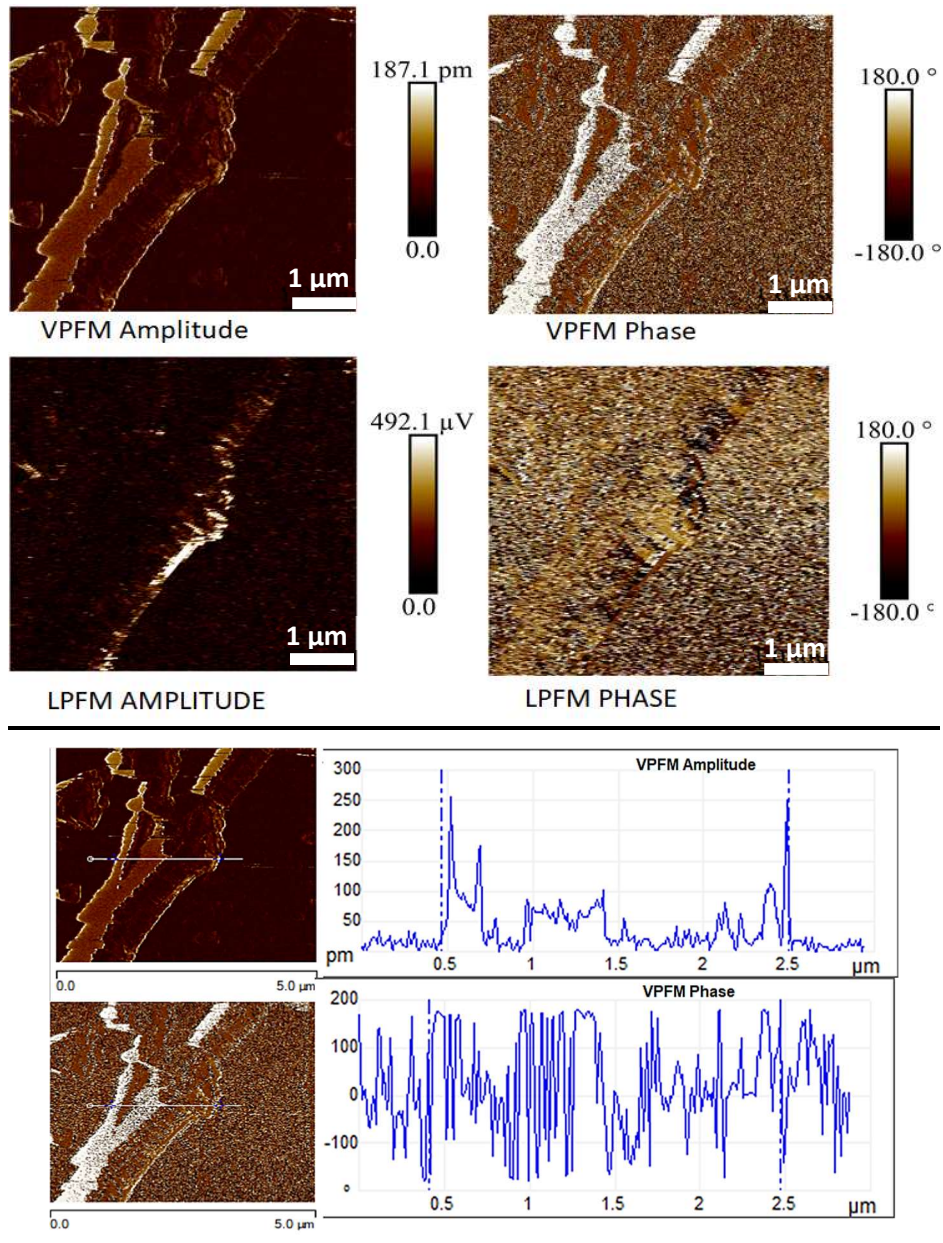 187.1 pm
0.0
1 µm
VPFM Amplitude
180.0 °
-180.0 °
1 µm
VPFM Phase
492.1 µV
0.0
1 µm
LPFM AMPLITUDE
180.0 °
-180.0 °
1 µm
LPFM PHASE
VPFM Amplitude
300
250
200
150
100
50
pm
0.5
1
1.5
2
2.5
µm
0.0
5.0 µm
VPFM Phase
200
100
0
-100
°
0.5
1
1.5
2
2.5
µm
0.0
5.0 µm